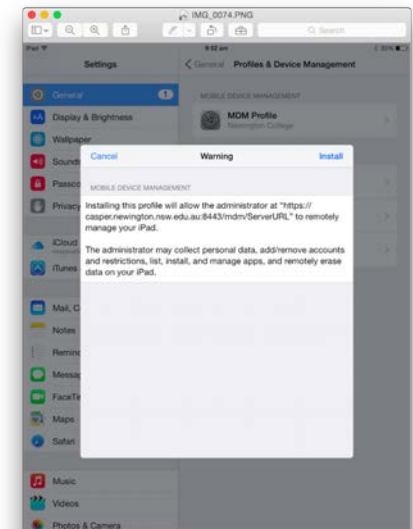 IMG_0074.PNG
Search
iPad
9:52 am
Settings
General
Profiles & Device Management
General
1
MOBILE DEVICE MANAGEMENT
Display & Brightness
MDM Profile
Newington College
Wallpaper
Sounds
Cancel
Warning
Install
Passco
MOBILE DEVICE MANAGEMENT
Privacy
Installing this profile will allow the administrator at "https://
casper.newington.nsw.edu.au:8443/mdm/ServerURL" to remotely
manage your iPad.
The administrator may collect personal data, add/remove accounts
and restrictions, list, install, and manage apps, and remotely erase
data on your iPad.
iCloud
iTunes
Mail, C
Notes
Remind
Messag
FaceTi
Maps
Safari
Music
Videos
Photos & Camera